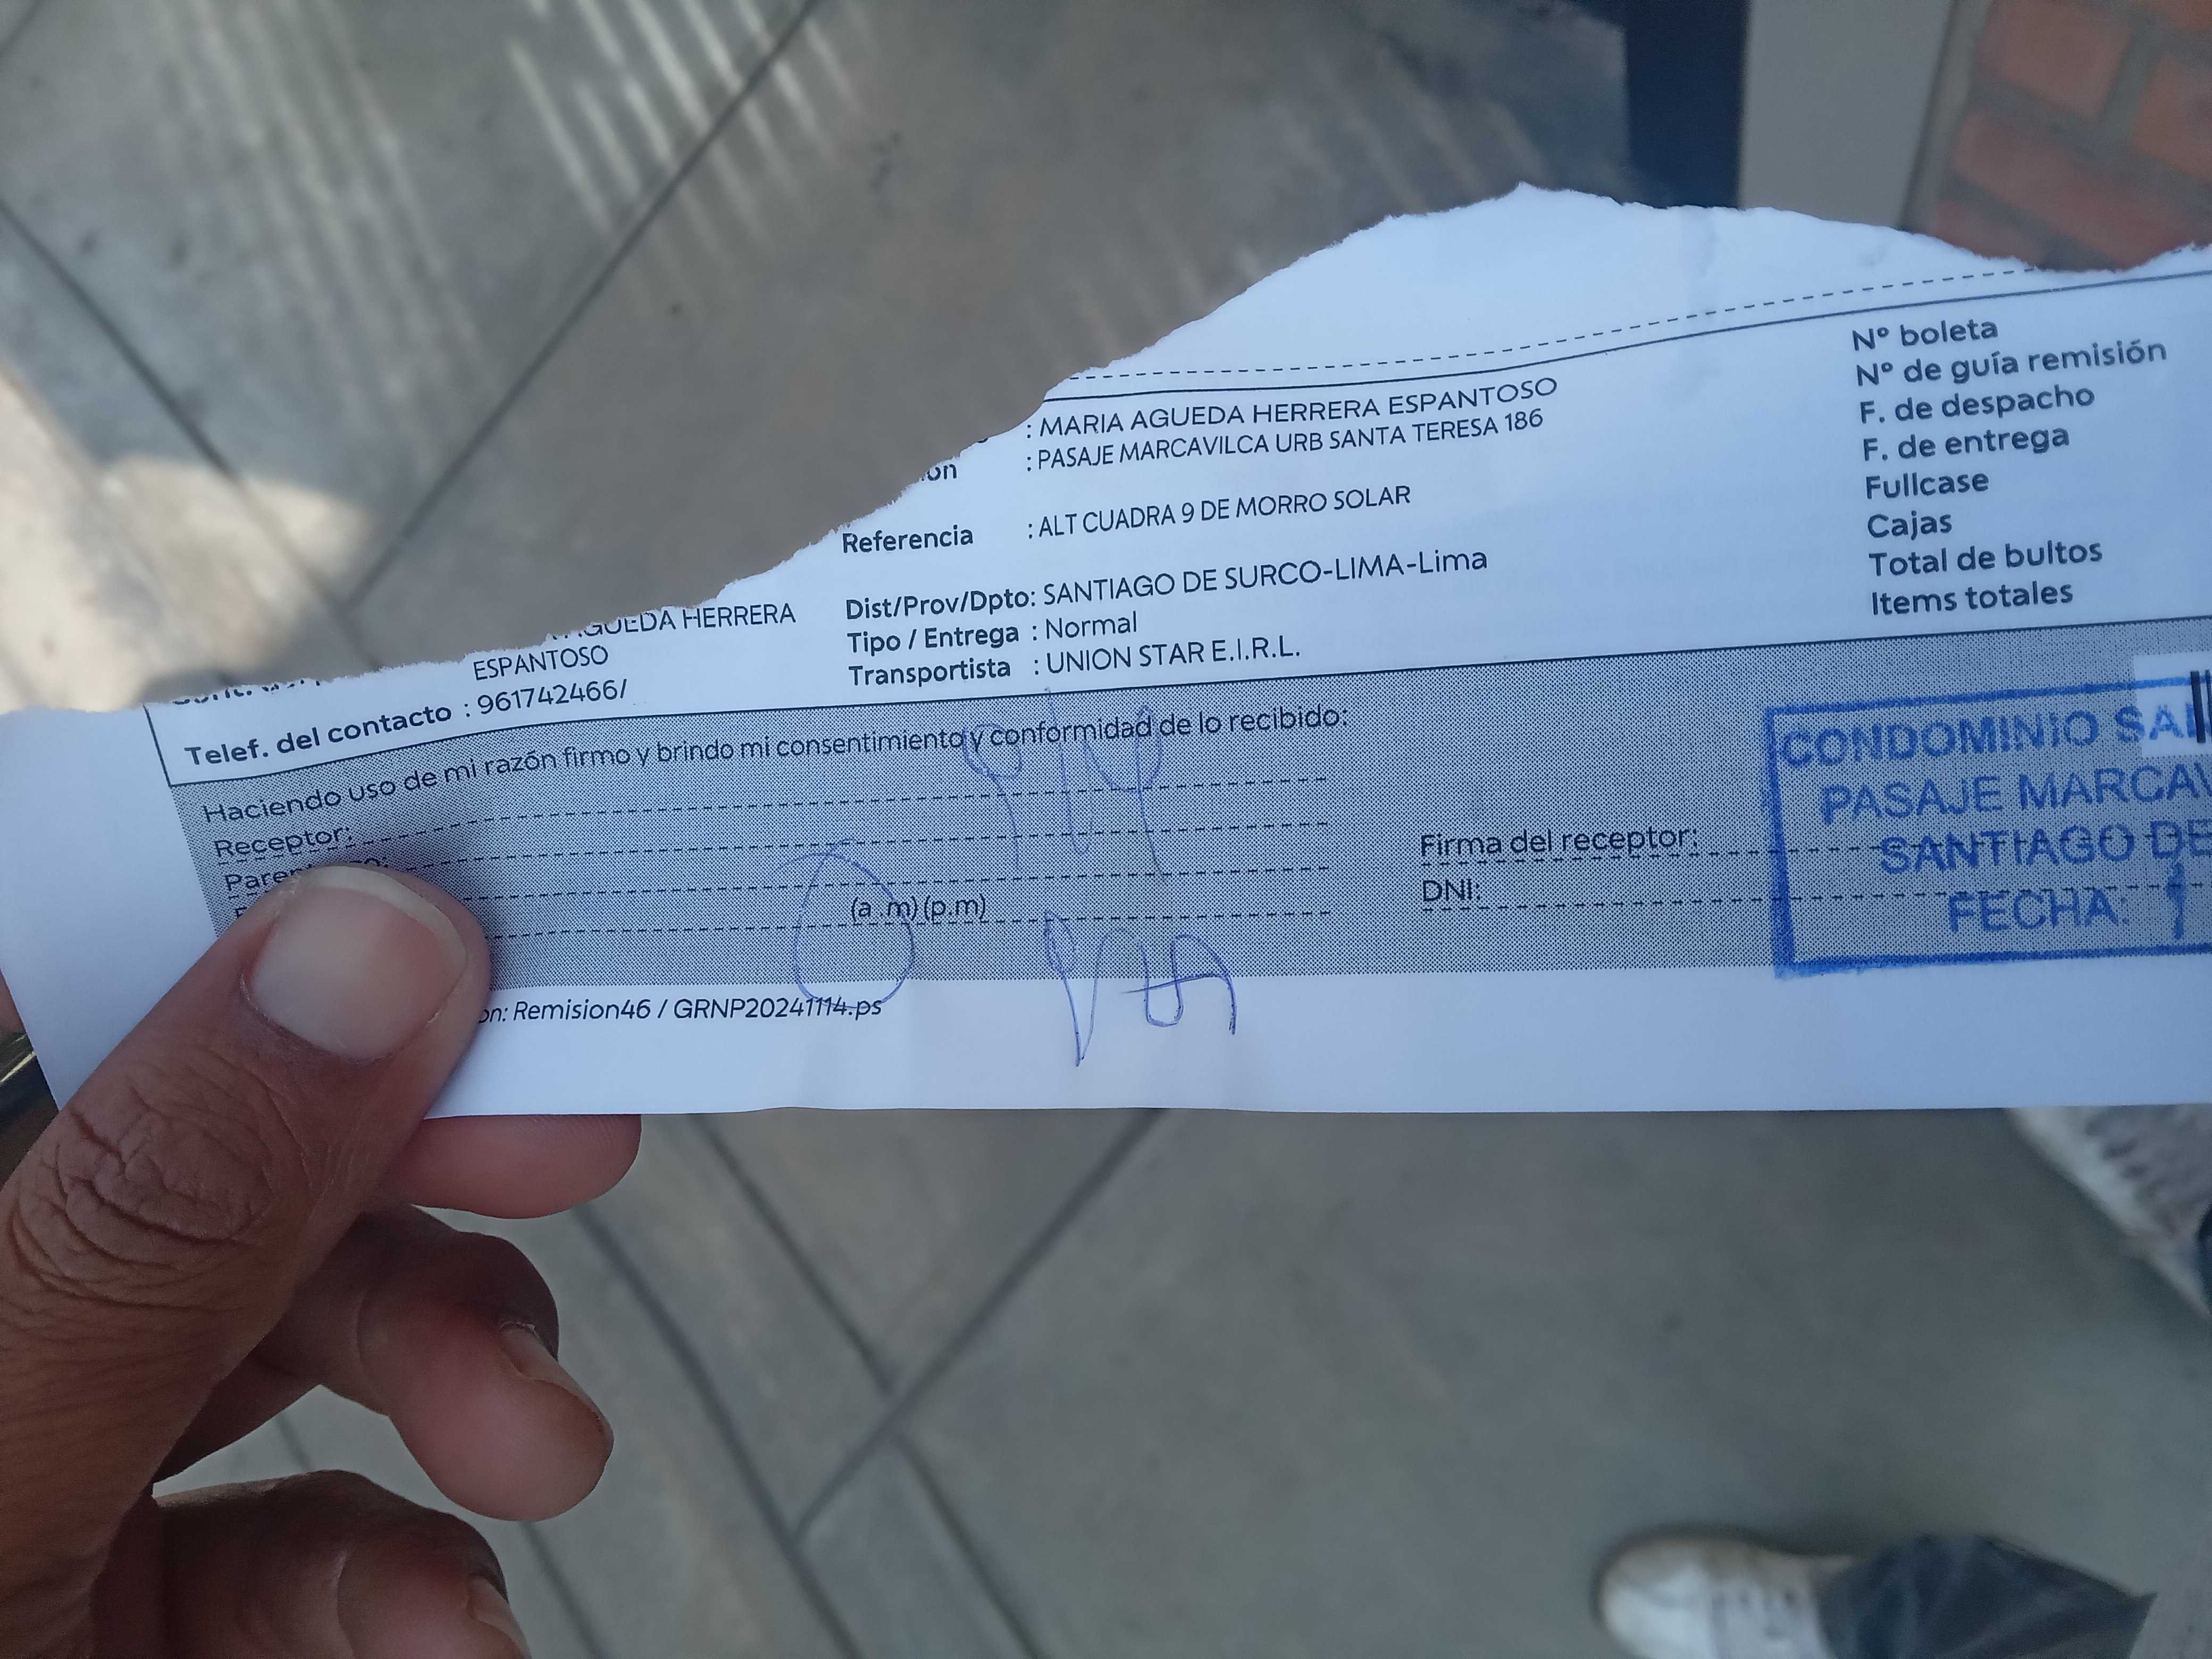 : MARIA AGUEDA HERRERA ESPANTOSO
: PASAJE MARCAVILCA URB SANTA TERESA 186
Referencia : ALT CUADRA 9 DE MORRO SOLAR
Dist/Prov/Dpto: SANTIAGO DE SURCO-LIMA-Lima
Tipo / Entrega : Normal
Transportista : UNION STAR E.I.R.L.
AGUEDA HERRERA
ESPANTOSO
Telef. del contacto : 961742466/
Nº boleta
Nº de guía remisión
F. de despacho
F. de entrega
Fullcase
Cajas
Total de bultos
Items totales
Haciendo uso de mi razón firmo y brindo mi consentimiento y conformidad de lo recibido:
Receptor:
(a .m) (p.m)
Firma del receptor:
DNI:
CONDOMINIO
PASAJE
SANTIAGO DE
FECHA:
Remision46 / GRNP20241114.ps